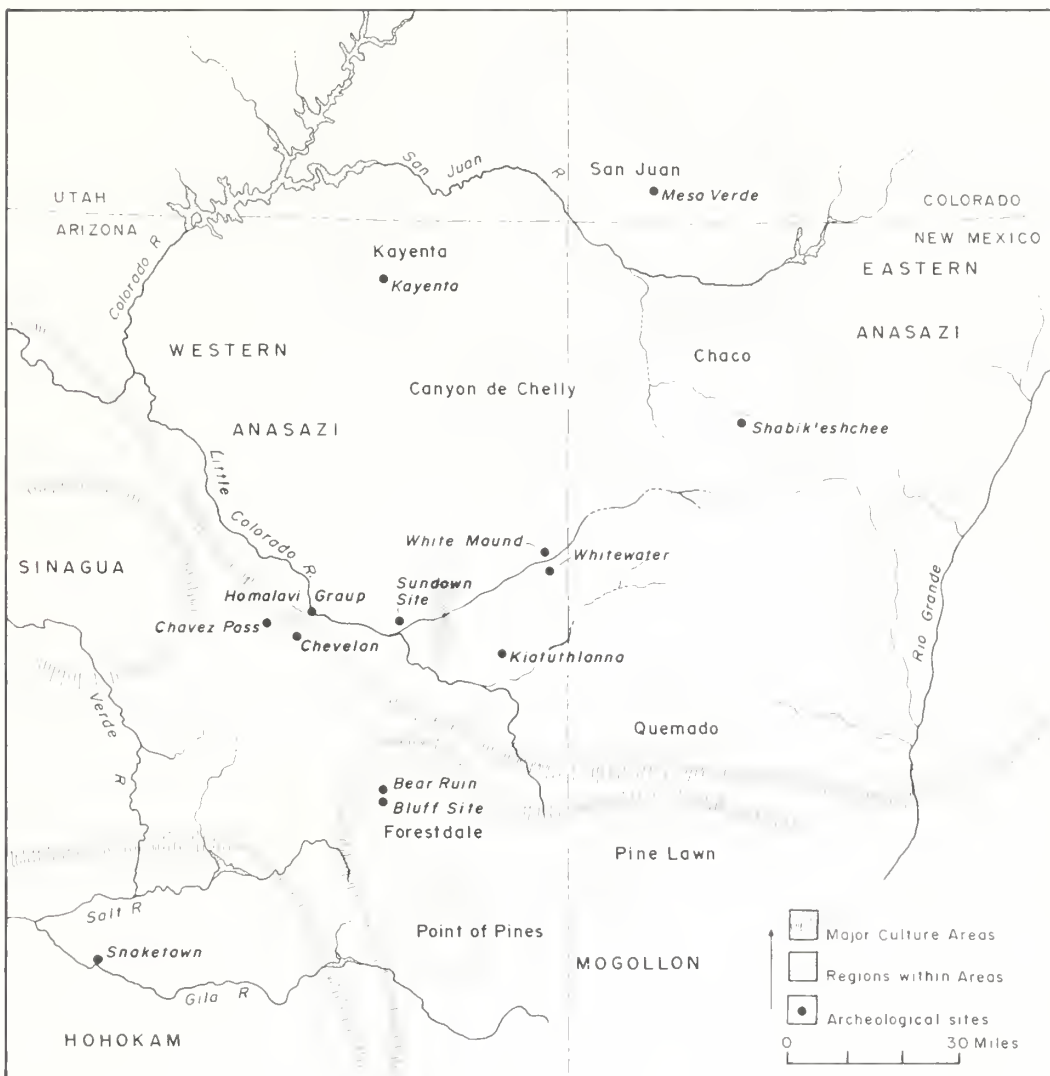 San Juan R
San Juan
Mesa Verde
UTAH
ARIZONA
COLORADO
NEW MEXICO
Colorado R
Kayenta
Kayenta
EASTERN
ANASAZI
WESTERN
ANASAZI
Chaco
Canyon de Chelly
Shabik'eshchee
Little Colorado R.
White Mound
Whitewater
SINAGUA
Sundown
Site
Homolavi Group
Chavez Pass
Chevelon
Kiatuthlanna
Rio Grande
Verde R
Quemado
Bear Ruin
Bluff Site
Forestdale
Pine Lawn
Salt R
Snaketown
Point of Pines
MOGOLLON
Gila R
HOHOKAM
Major Culture Areas
Regions within Areas
Archeological sites
0 30 Miles